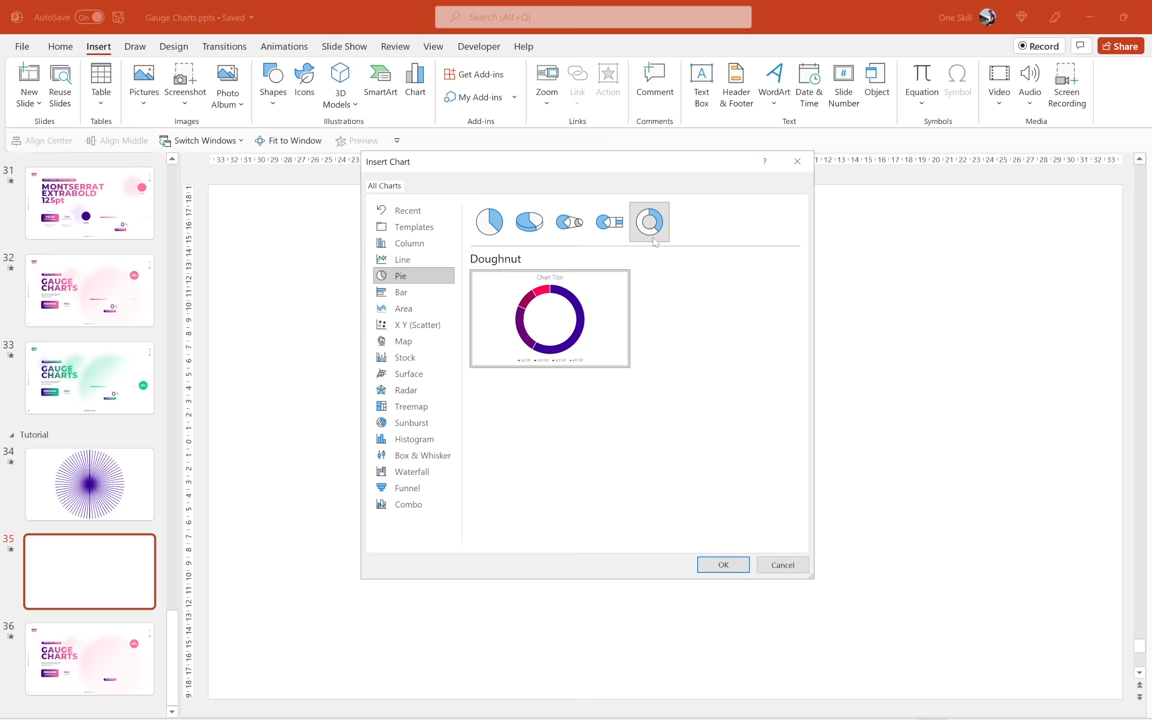 AutoSave On Gauge Charts.pptx • Saved Search (Alt+Q) One Skill
File Home Insert Draw Design Transitions Animations Slide Show Review View Developer Help Record Share
New Slide Reuse Slides Table Pictures Screenshot Photo Album Shapes Icons 3D Models SmartArt Chart Get Add-ins My Add-ins Zoom Link Action Comment Text Box Header & Footer WordArt Date & Time Slide Number Object Equation Symbol Video Audio Screen Recording
Slides Tables Images Illustrations Add-ins Links Comments Text Symbols Media
Align Center Align Middle Switch Windows Fit to Window Preview
Insert Chart ?
All Charts
Recent
Templates
Column
Line
Pie
Bar
Area
X Y (Scatter)
Map
Stock
Surface
Radar
Treemap
Sunburst
Histogram
Box & Whisker
Waterfall
Funnel
Combo
Doughnut
Chart Title
OK Cancel
31
MONTSERRAT
EXTRABOLD
125pt
32
GAUGE
CHARTS
33
GAUGE
CHARTS
Tutorial
34
35
36
GAUGE
CHARTS